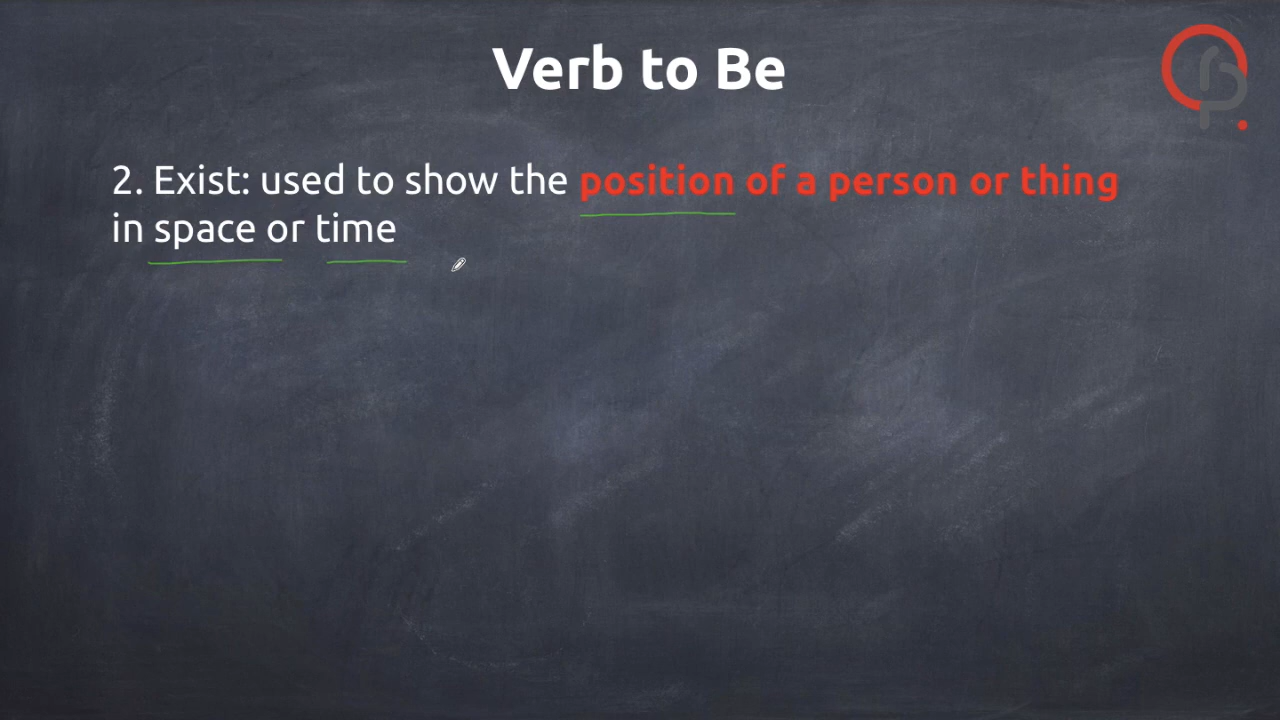 Verb to Be
2. Exist: used to show the position of a person or thing
in space or time